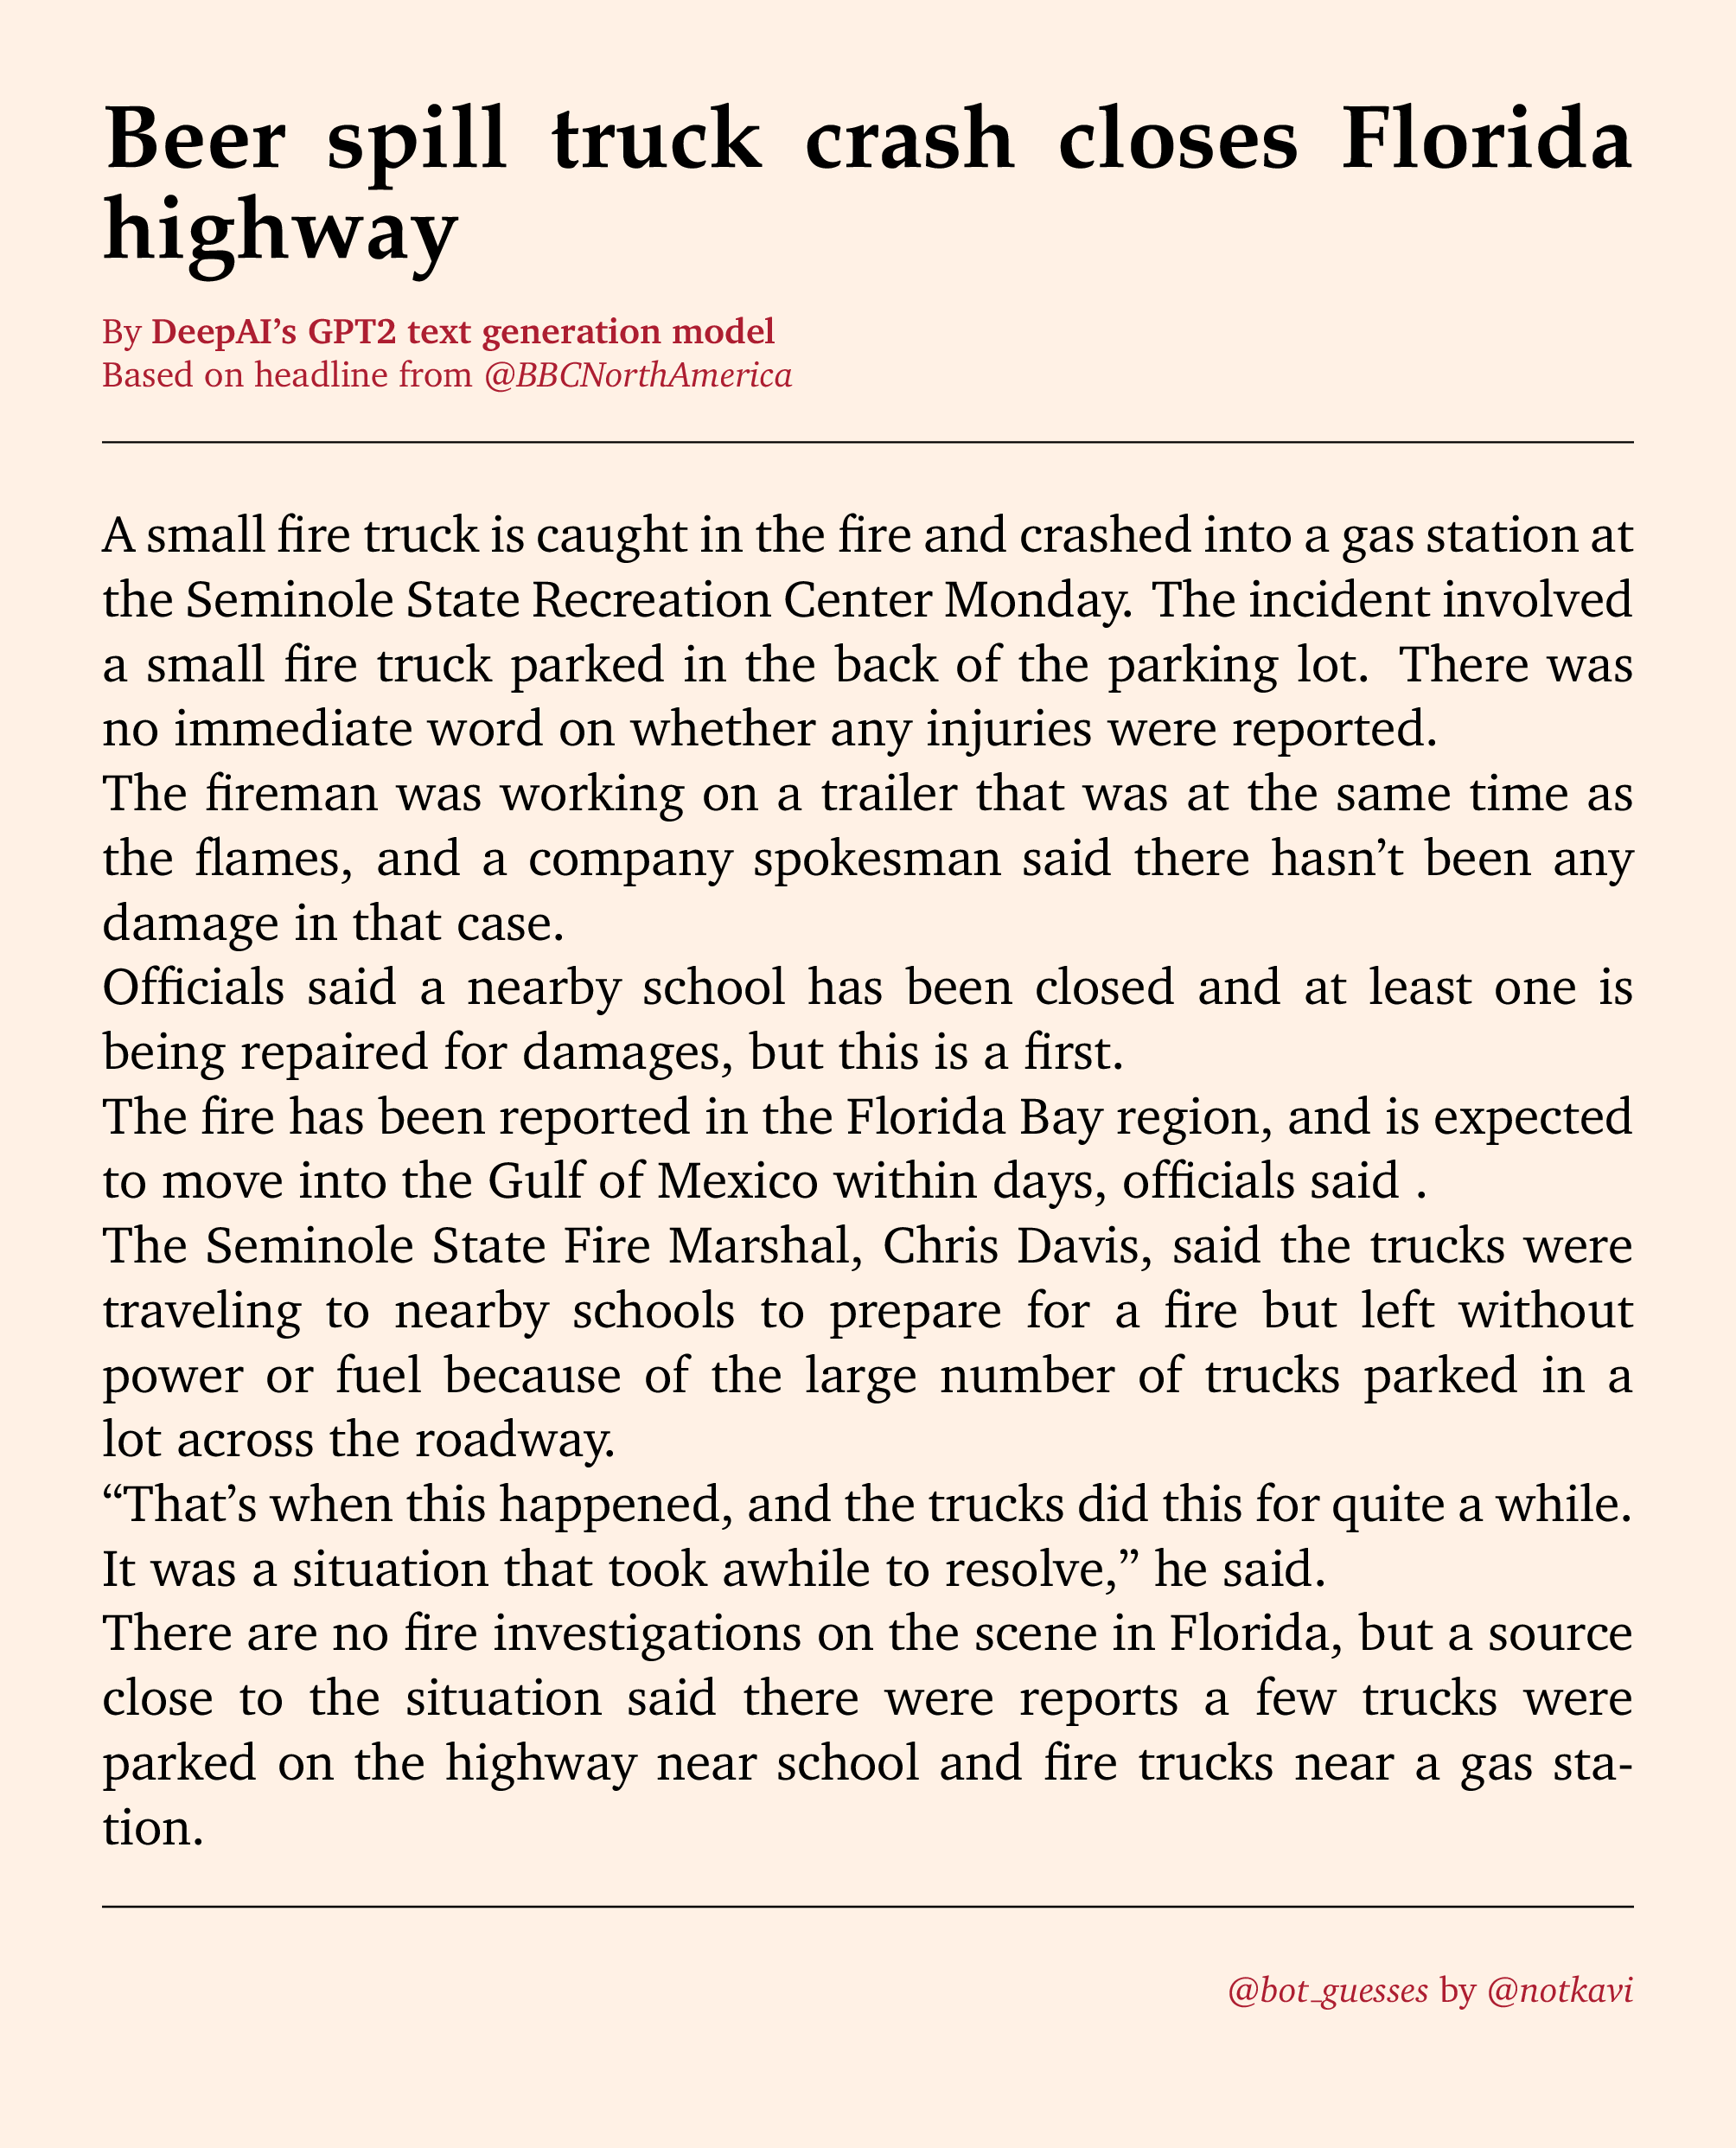 Beer spill truck crash closes Florida
highway
By DeepAI’s GPT2 text generation model
Based on headline from @BBCNorthAmerica
A small fire truck is caught in the fire and crashed into a gas station at
the Seminole State Recreation Center Monday. The incident involved
a small fire truck parked in the back of the parking lot. There was
no immediate word on whether any injuries were reported.
The fireman was working on a trailer that was at the same time as
the flames, and a company spokesman said there hasn’t been any
damage in that case.
Officials said a nearby school has been closed and at least one is
being repaired for damages, but this is a first.
The fire has been reported in the Florida Bay region, and is expected
to move into the Gulf of Mexico within days, officials said .
The Seminole State Fire Marshal, Chris Davis, said the trucks were
traveling to nearby schools to prepare for a fire but left without
power or fuel because of the large number of trucks parked in a
lot across the roadway.
“That’s when this happened, and the trucks did this for quite a while.
It was a situation that took awhile to resolve,” he said.
There are no fire investigations on the scene in Florida, but a source
close to the situation said there were reports a few trucks were
parked on the highway near school and fire trucks near a gas sta-
tion.
@bot_guesses by @notkavi